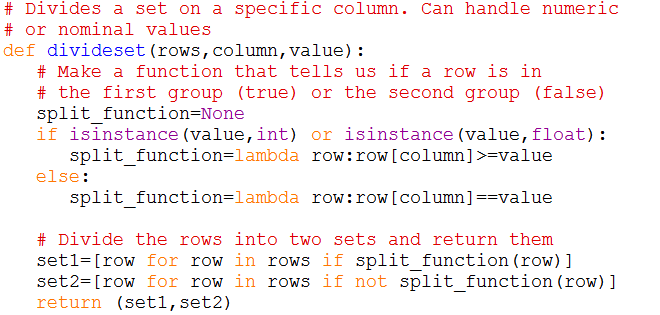 # Divides a set on a specific column. Can handle numeric
# or nominal values
def divideset(rows,column,value):
   # Make a function that tells us if a row is in
   # the first group (true) or the second group (false)
   split_function=None
   if isinstance(value,int) or isinstance(value,float):
      split_function=lambda row:row[column]>=value
   else:
      split_function=lambda row:row[column]==value

   # Divide the rows into two sets and return them
   set1=[row for row in rows if split_function(row)]
   set2=[row for row in rows if not split_function(row)]
   return (set1,set2)